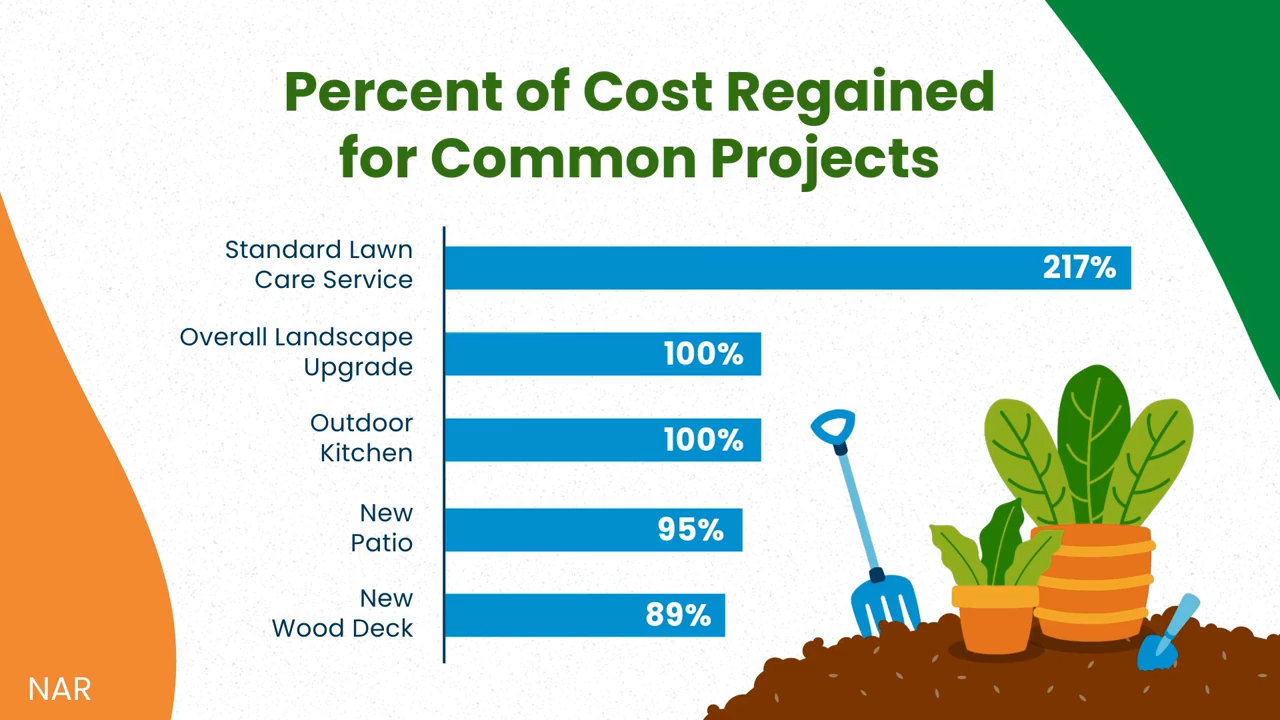 Percent of Cost Regained
for Common Projects
Standard Lawn
Care Service
217%
Overall Landscape
Upgrade
100%
Outdoor
Kitchen
100%
New
Patio
95%
New
Wood Deck
89%
NAR